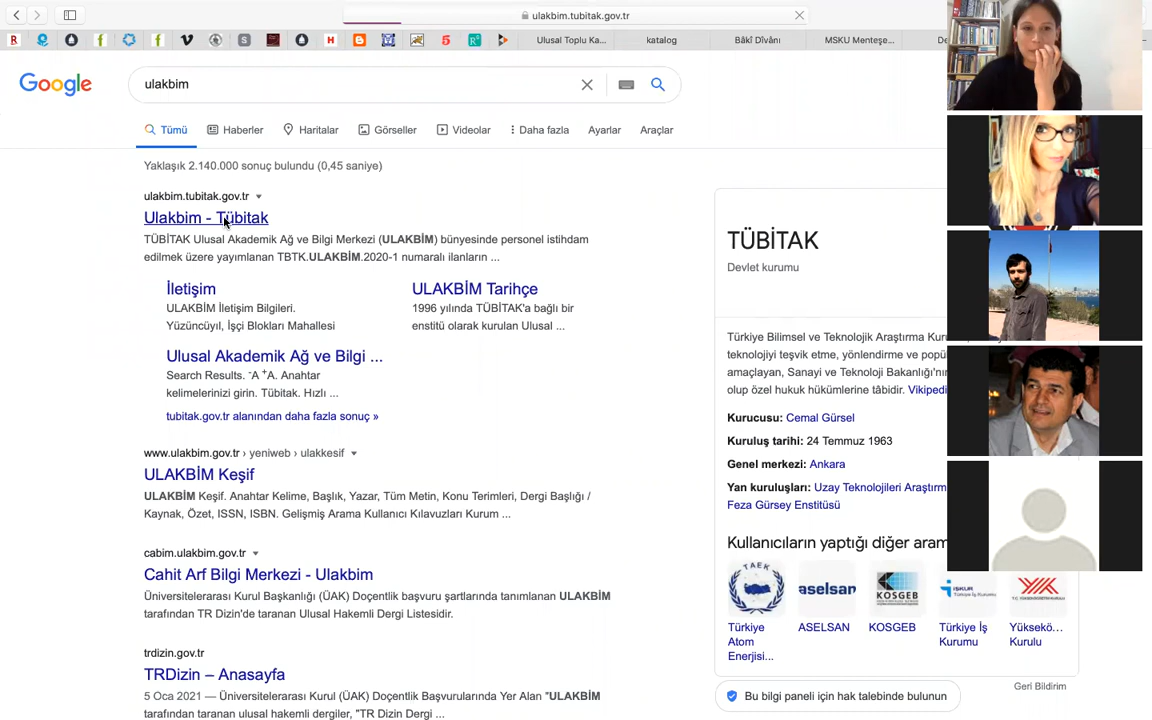 ulakbim.tubitak.gov.tr
Ulusal Toplu Ka...
katalog
Bâkî Dîvânı
MSKU Menteşe...
De
Google
ulakbim
Tümü
Haberler
Haritalar
Görseller
Videolar
Daha fazla
Ayarlar
Araçlar
Yaklaşık 2.140.000 sonuç bulundu (0,45 saniye)
ulakbim.tubitak.gov.tr
Ulakbim - Tübitak
TÜBİTAK Ulusal Akademik Ağ ve Bilgi Merkezi (ULAKBİM) bünyesinde personel istihdam
edilmek üzere yayımlanan TBTK.ULAKBİM.2020-1 numaralı ilanların ...
İletişim
ULAKBİM İletişim Bilgileri.
Yüzüncüyıl, İşçi Blokları Mahallesi
ULAKBİM Tarihçe
1996 yılında TÜBİTAK'a bağlı bir
enstitü olarak kurulan Ulusal ...
Ulusal Akademik Ağ ve Bilgi ...
Search Results. -A +A. Anahtar
kelimelerinizi girin. Tübitak. Hızlı ...
tubitak.gov.tr alanından daha fazla sonuç »
www.ulakbim.gov.tr › yeniweb › ulakkesif
ULAKBİM Keşif
ULAKBİM Keşif. Anahtar Kelime, Başlık, Yazar, Tüm Metin, Konu Terimleri, Dergi Başlığı /
Kaynak, Özet, ISSN, ISBN. Gelişmiş Arama Kullanıcı Kılavuzları Kurum ...
cabim.ulakbim.gov.tr
Cahit Arf Bilgi Merkezi - Ulakbim
Üniversitelerarası Kurul Başkanlığı (ÜAK) Doçentlik başvuru şartlarında tanımlanan ULAKBİM
tarafından TR Dizin'de taranan Ulusal Hakemli Dergi Listesidir.
trdizin.gov.tr
TRDizin – Anasayfa
5 Oca 2021 — Üniversitelerarası Kurul (ÜAK) Doçentlik Başvurularında Yer Alan "ULAKBİM
tarafından taranan ulusal hakemli dergiler, "TR Dizin Dergi ...
TÜBİTAK
Devlet kurumu
Türkiye Bilimsel ve Teknolojik Araştırma Kuru
teknolojiyi teşvik etme, yönlendirme ve popü
amaçlayan, Sanayi ve Teknoloji Bakanlığı'nı
olup özel hukuk hükümlerine tâbidir. Vikipedi
Kurucusu: Cemal Gürsel
Kuruluş tarihi: 24 Temmuz 1963
Genel merkezi: Ankara
Yan kuruluşları: Uzay Teknolojileri Araştırm
Feza Gürsey Enstitüsü
Kullanıcıların yaptığı diğer aram
TAEK
aselsan
KOSGEB
İŞKUR
Türkiye
Atom
Enerjisi...
ASELSAN
KOSGEB
Türkiye İş
Kurumu
Yüksekö...
Kurulu
Geri Bildirim
Bu bilgi paneli için hak talebinde bulunun